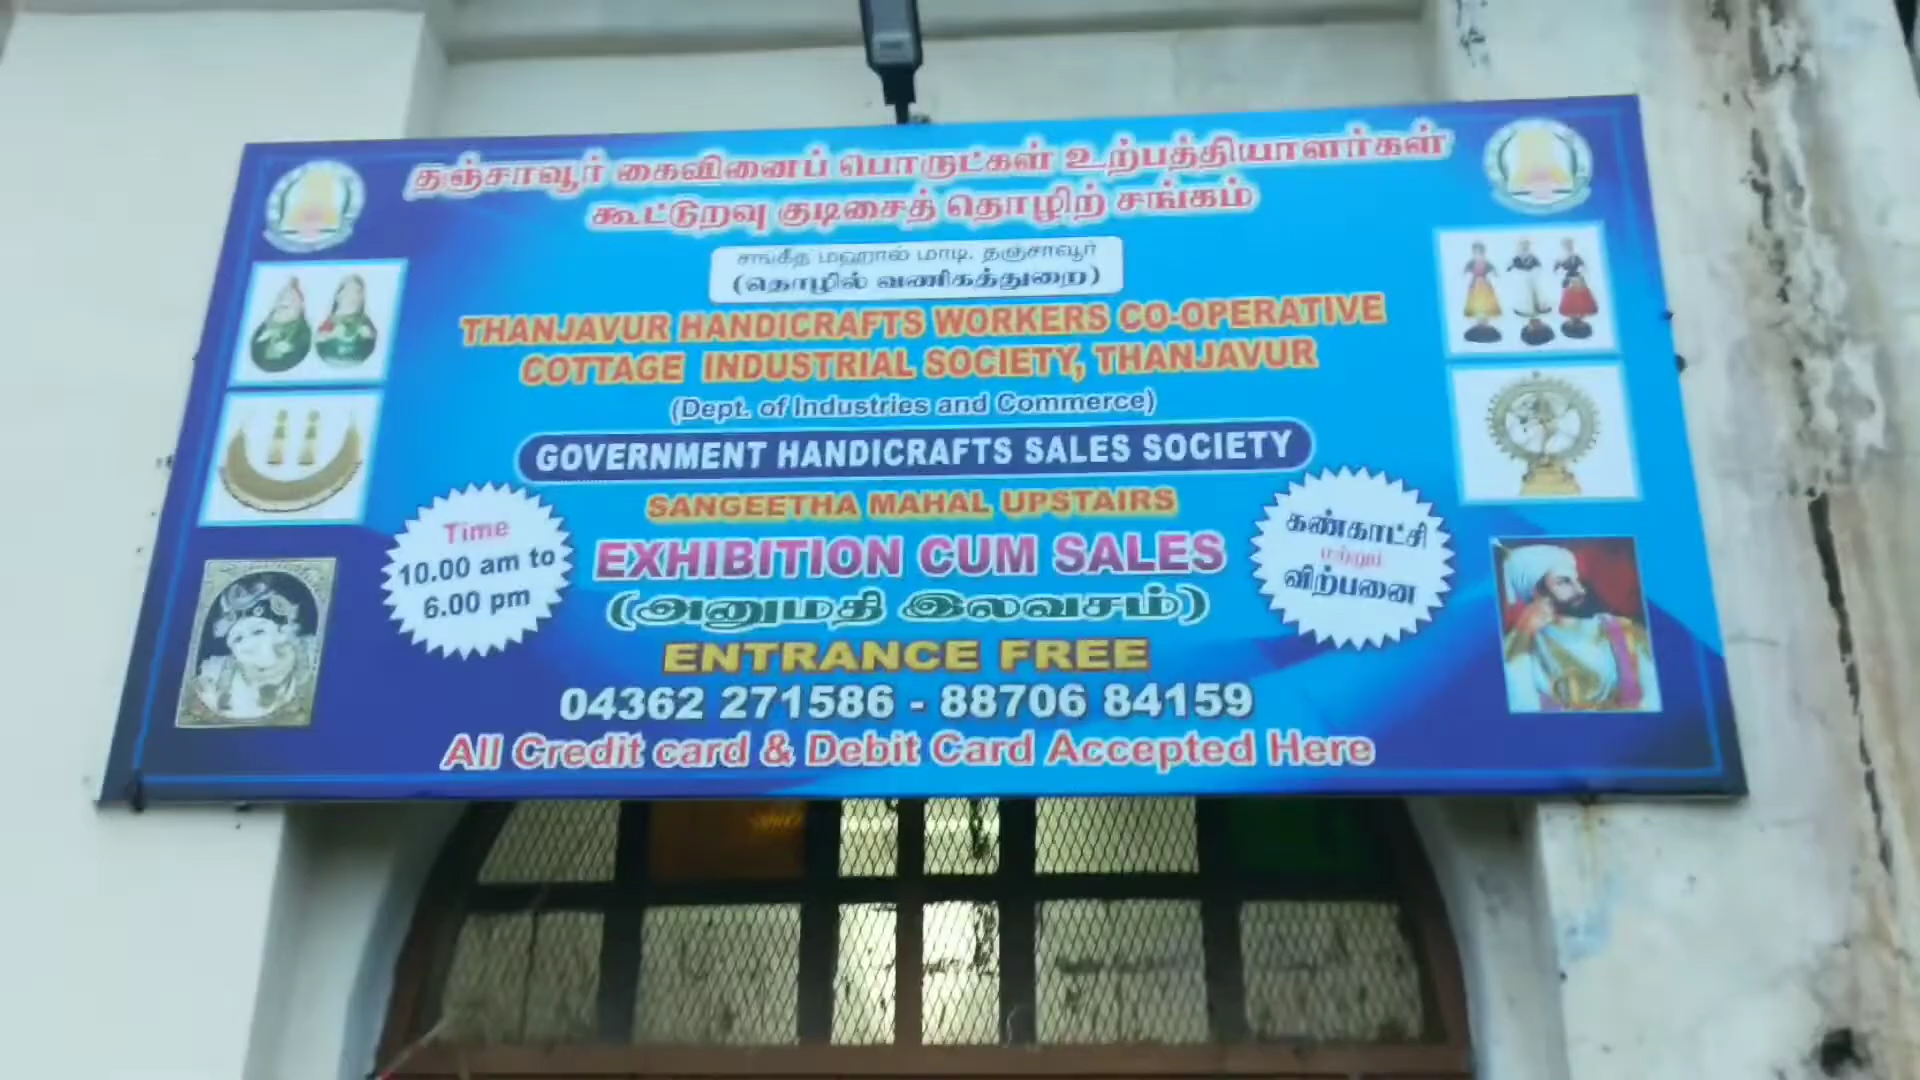 தஞ்சாவூர் கைவினைப் பொருட்கள் உற்பத்தியாளர்கள்
கூட்டுறவு குடிசைத் தொழிற் சங்கம்
சங்கீத மஹால் மாடி, தஞ்சாவூர்
(தொழில் வணிகத்துறை)
THANJAVUR HANDICRAFTS WORKERS CO-OPERATIVE
COTTAGE INDUSTRIAL SOCIETY, THANJAVUR
(Dept. of Industries and Commerce)
GOVERNMENT HANDICRAFTS SALES SOCIETY
SANGEETHA MAHAL UPSTAIRS
Time
10.00 am to
6.00 pm
EXHIBITION CUM SALES
(அனுமதி இலவசம்)
கண்காட்சி
மற்றும்
விற்பனை
ENTRANCE FREE
04362 271586 - 88706 84159
All Credit card & Debit Card Accepted Here